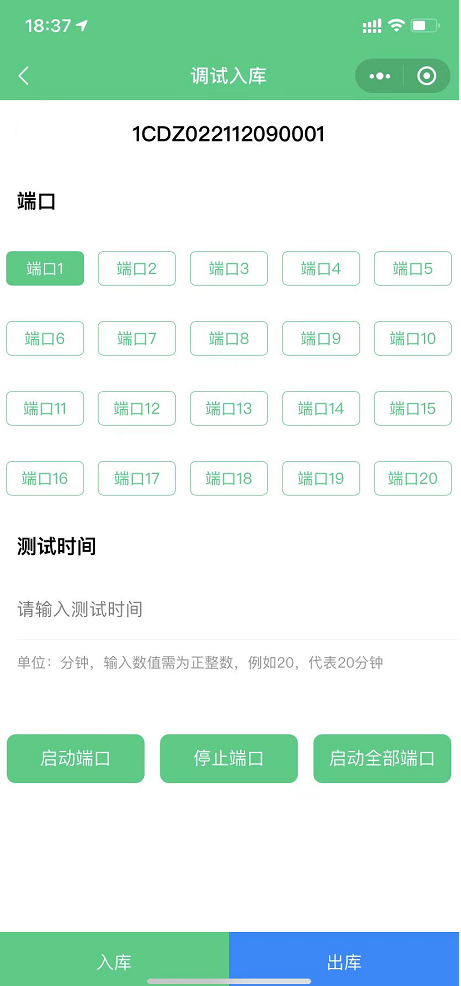 18:37
调试入库
1CDZ022112090001
端口
端口1 端口2 端口3 端口4 端口5
端口6 端口7 端口8 端口9 端口10
端口11 端口12 端口13 端口14 端口15
端口16 端口17 端口18 端口19 端口20
测试时间
请输入测试时间
单位：分钟，输入数值需为正整数，例如20，代表20分钟
启动端口 停止端口 启动全部端口
入库 出库